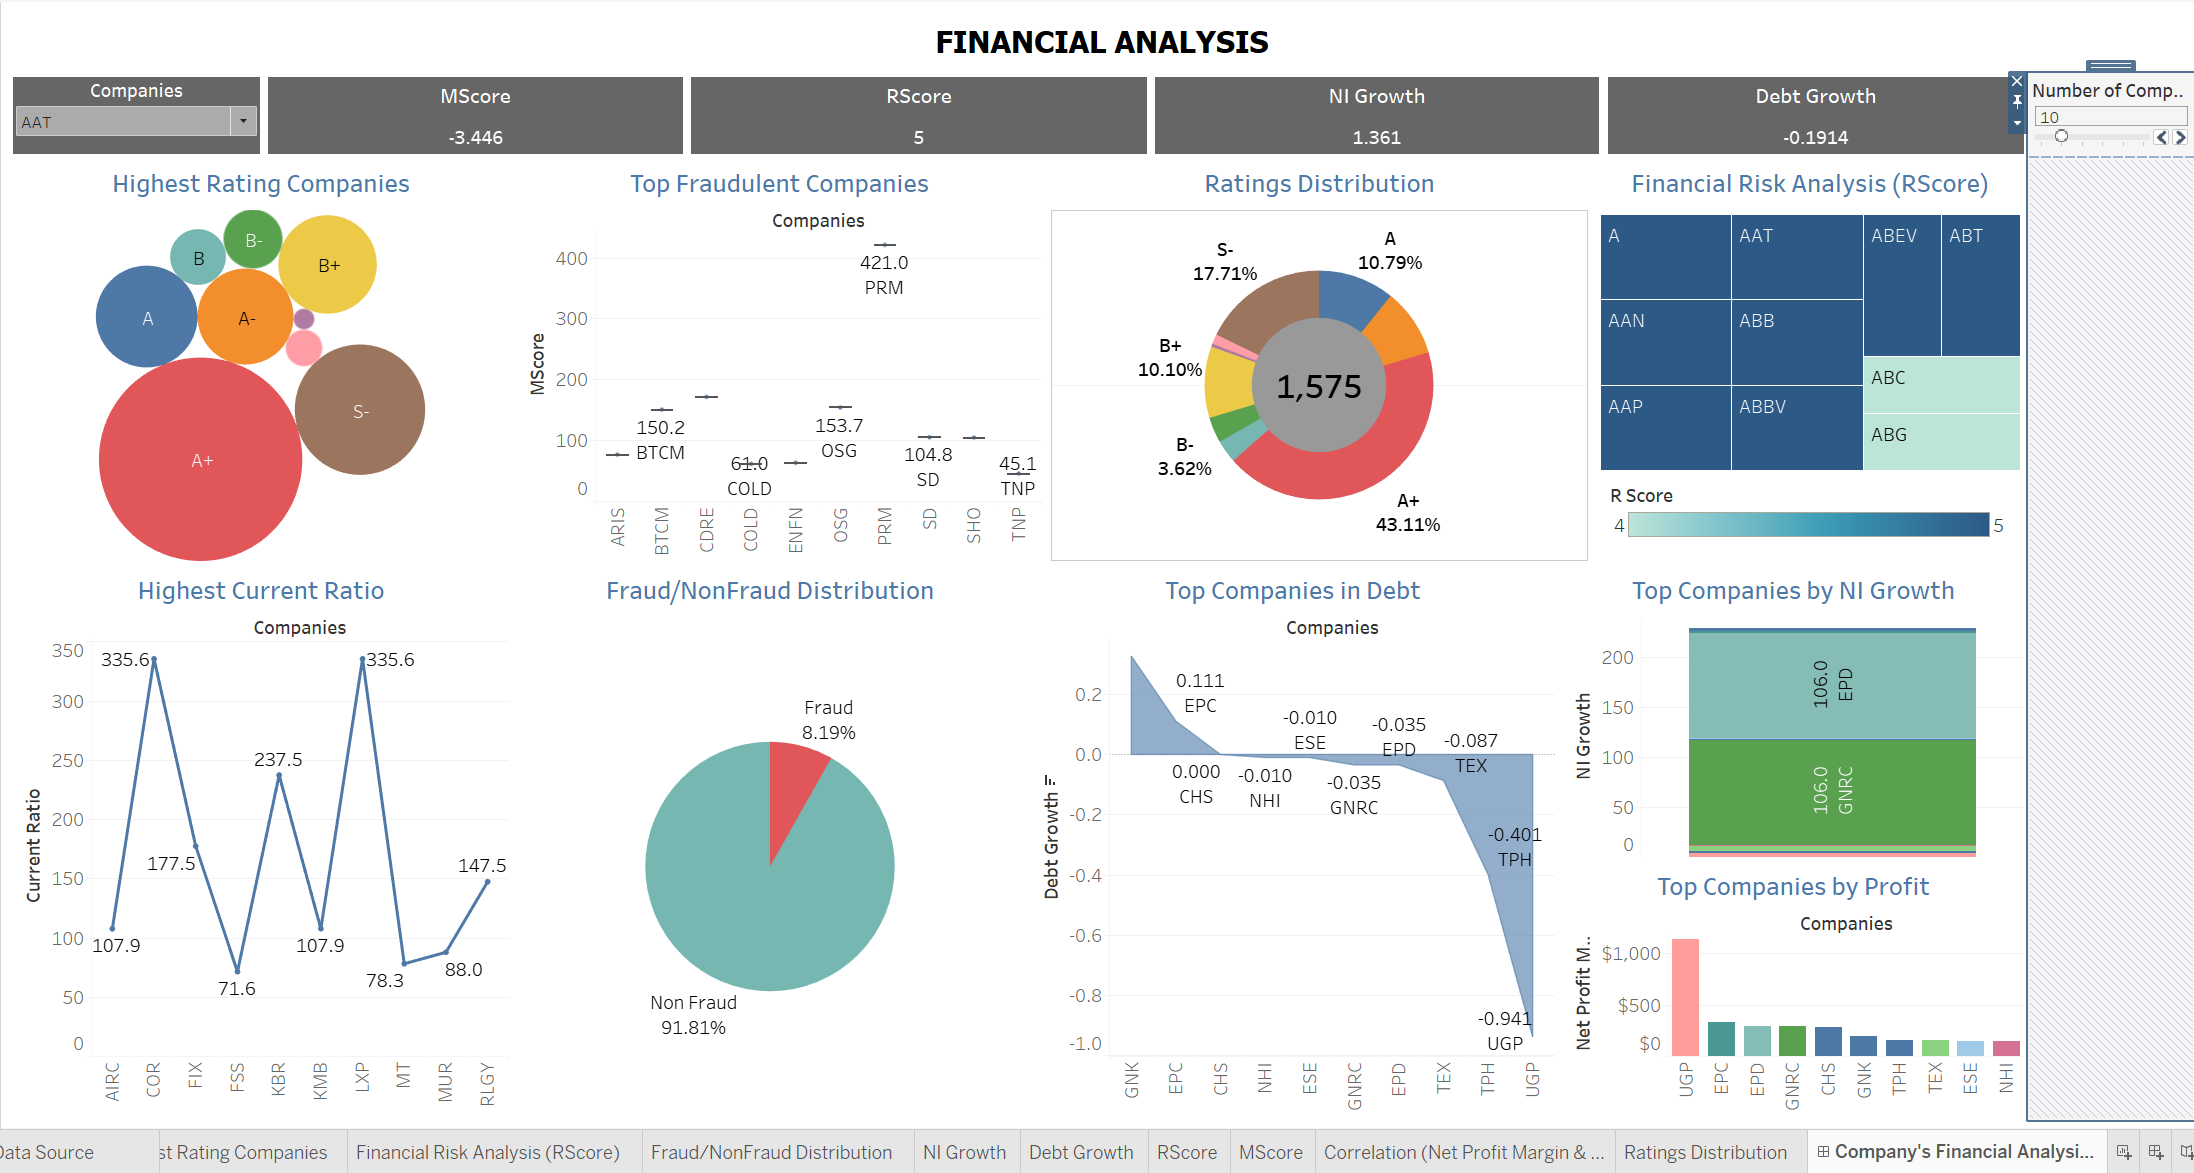 FINANCIAL ANALYSIS
Companies
AAT
MScore
-3.446
RScore
5
NI Growth
1.361
Debt Growth
-0.1914
Number of Comp..
10
Highest Rating Companies
B-
B
B+
A
A-
S-
A+
Top Fraudulent Companies
Companies
MScore
400
300
200
100
0
421.0
PRM
150.2
BTCM
61.0
COLD
153.7
OSG
104.8
SD
45.1
TNP
ARIS
BTCM
CDRE
COLD
ENFN
OSG
PRM
SD
SHO
TNP
Ratings Distribution
S-
17.71%
A
10.79%
B+
10.10%
1,575
B-
3.62%
A+
43.11%
Financial Risk Analysis (RScore)
A
AAT
ABEV
ABT
AAN
ABB
ABC
AAP
ABBV
ABG
R Score
4
5
Highest Current Ratio
Companies
Current Ratio
350
300
250
200
150
100
50
0
335.6
335.6
237.5
177.5
147.5
107.9
107.9
71.6
78.3
88.0
AIRC
COR
FIX
FSS
KBR
KMB
LXP
MT
MUR
RLGY
Fraud/NonFraud Distribution
Fraud
8.19%
Non Fraud
91.81%
Top Companies in Debt
Companies
Debt Growth
0.2
0.0
-0.2
-0.4
-0.6
-0.8
-1.0
0.111
EPC
0.000
CHS
-0.010
NHI
-0.010
ESE
-0.035
GNRC
-0.035
EPD
-0.087
TEX
-0.401
TPH
-0.941
UGP
GNK
EPC
CHS
NHI
ESE
GNRC
EPD
TEX
TPH
UGP
Top Companies by NI Growth
NI Growth
200
150
100
50
0
106.0
EPD
106.0
GNRC
Top Companies by Profit
Companies
Net Profit M..
$1,000
$500
$0
UGP
EPC
EPD
GNRC
CHS
GNK
TPH
TEX
ESE
NHI
Data Source
st Rating Companies
Financial Risk Analysis (RScore)
Fraud/NonFraud Distribution
NI Growth
Debt Growth
RScore
MScore
Correlation (Net Profit Margin & ...
Ratings Distribution
Company's Financial Analysi...